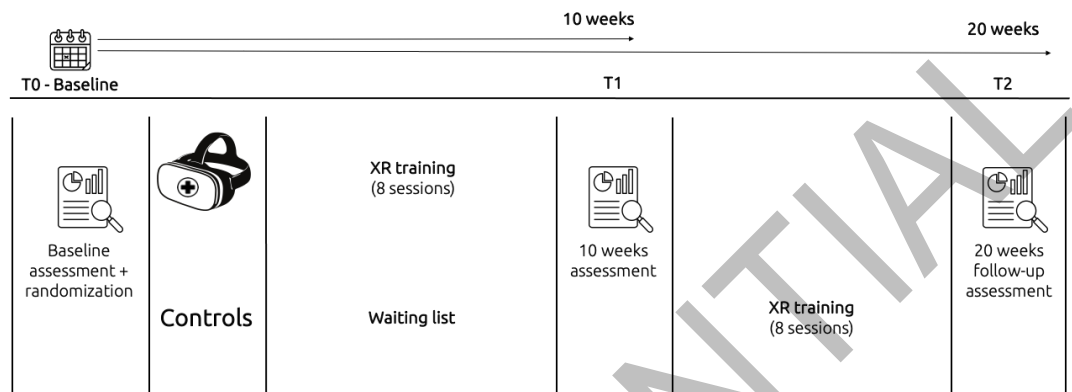 10 weeks
20 weeks
T0 - Baseline
T1
T2
XR training
(8 sessions)
Baseline
assessment +
randomization
10 weeks
assessment
20 weeks
follow-up
assessment
Controls
Waiting list
XR training
(8 sessions)
NTIAL